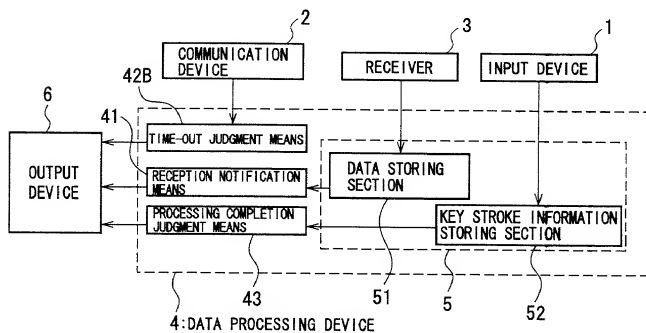 2
3
1
COMMUNICATION
DEVICE
RECEIVER
INPUT DEVICE
42B
6
41
TIME-OUT JUDGMENT MEANS
OUTPUT
DEVICE
RECEPTION NOTIFICATION
MEANS
DATA STORING
SECTION
PROCESSING COMPLETION
JUDGMENT MEANS
KEY STROKE INFORMATION
STORING SECTION
43
51
5
52
4:DATA PROCESSING DEVICE